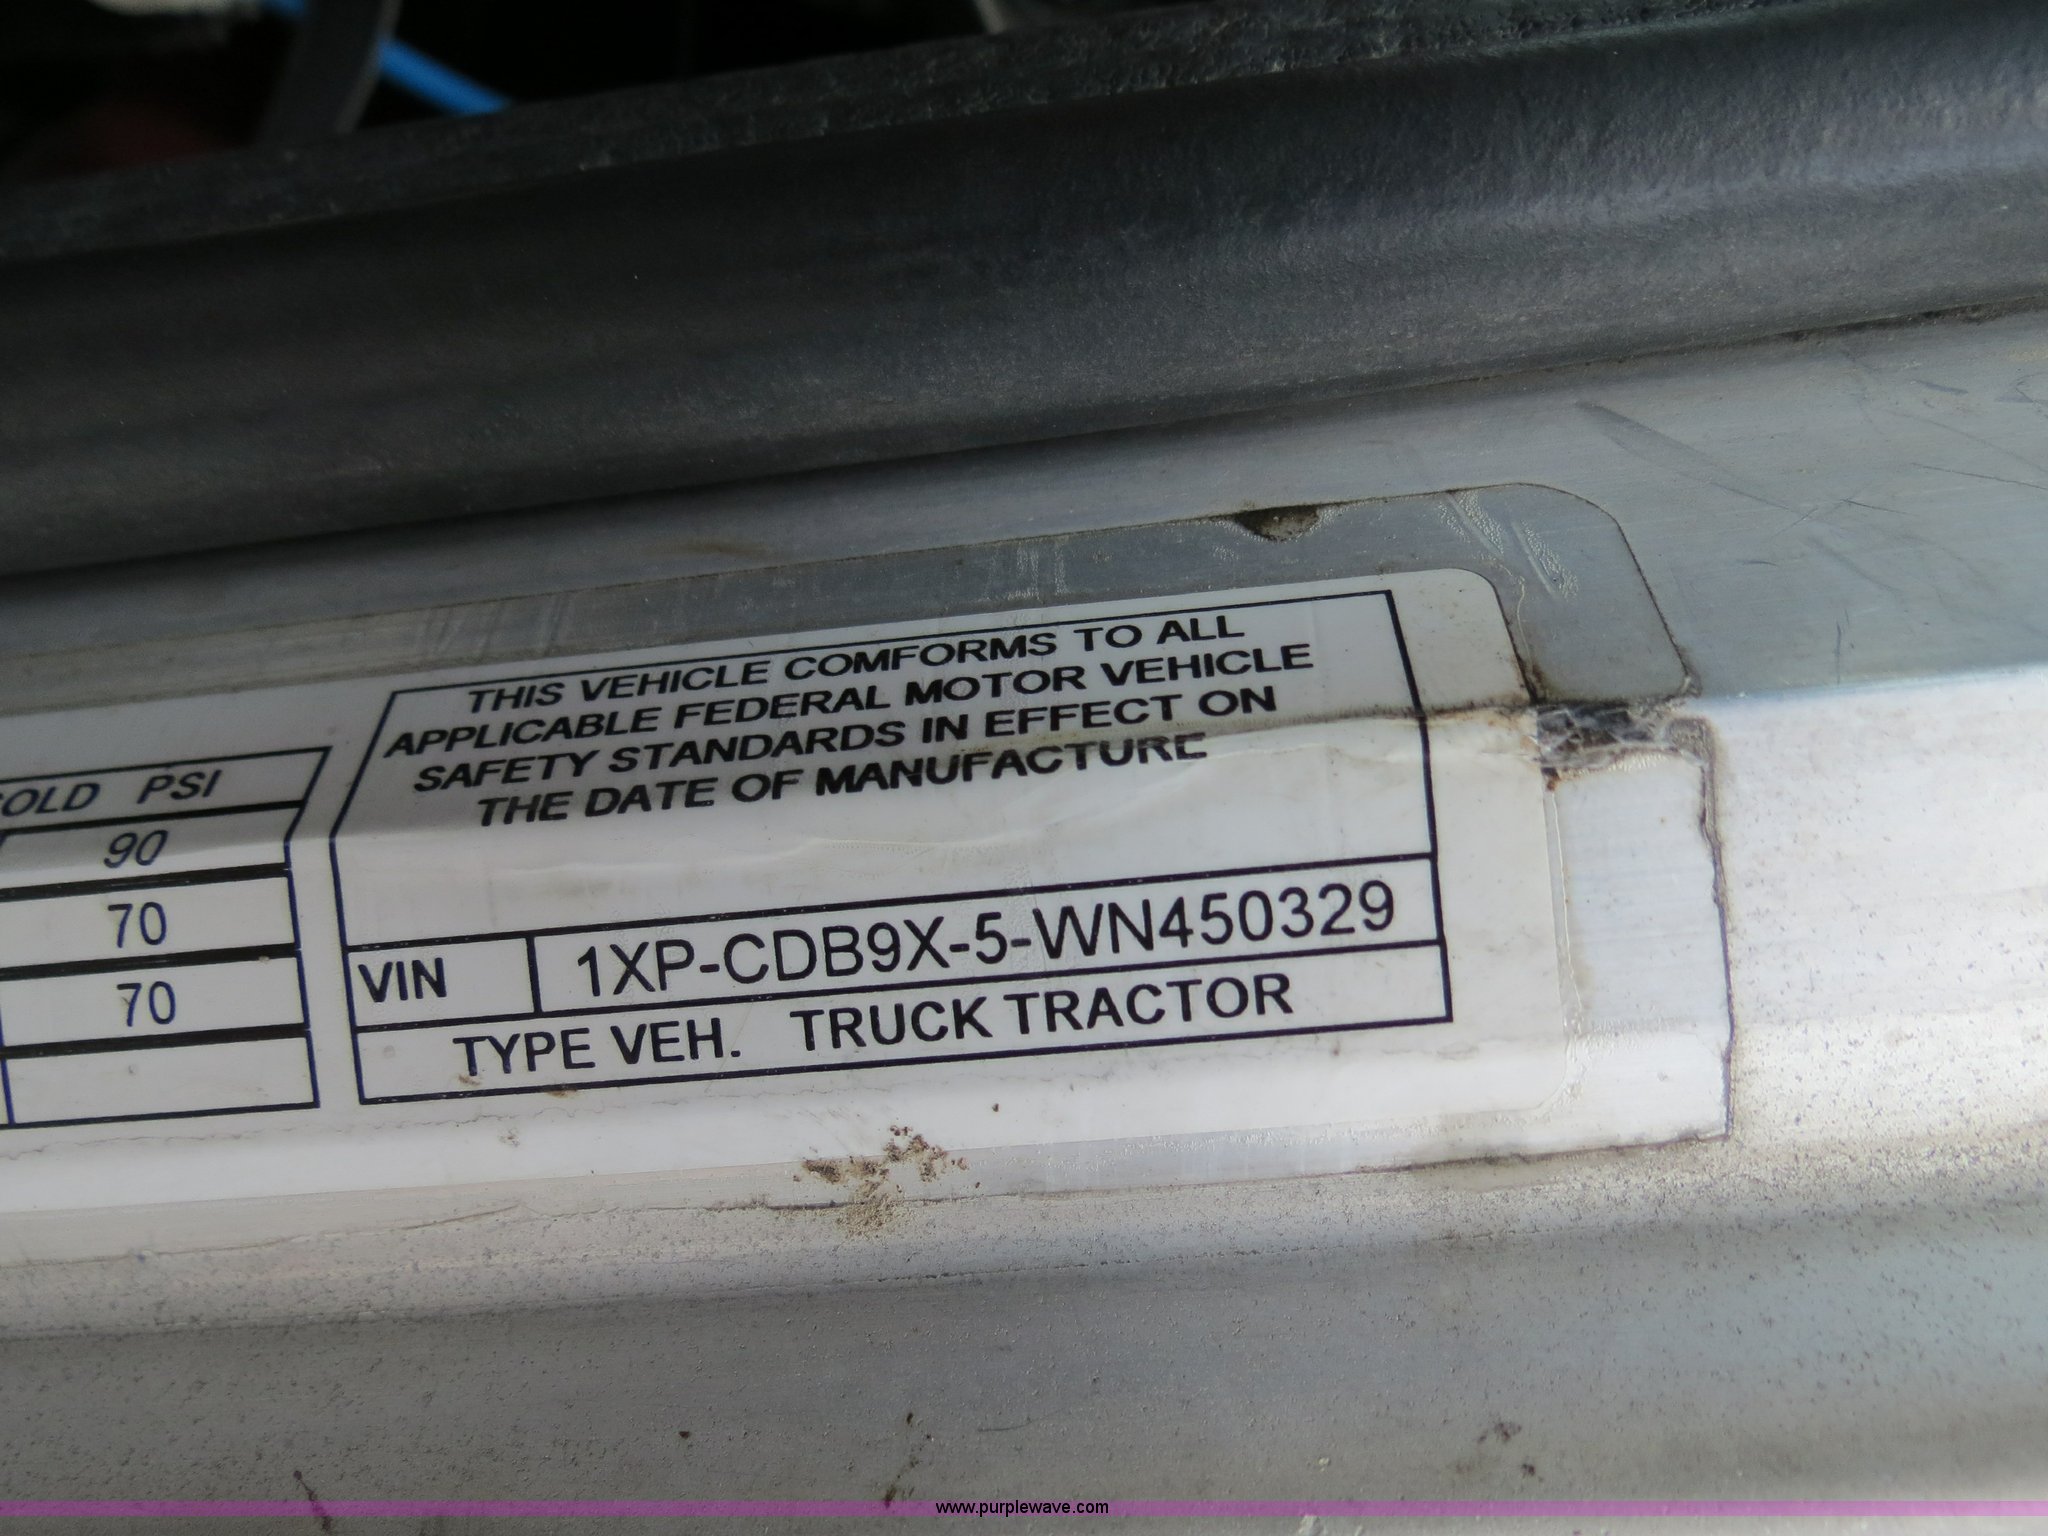 THIS VEHICLE COMFORMS TO ALL
APPLICABLE FEDERAL MOTOR VEHICLE
SAFETY STANDARDS IN EFFECT ON
THE DATE OF MANUFACTURE
PSI
90
70
70
VIN 1XP-CDB9X-5-WN450329
TYPE VEH. TRUCK TRACTOR
www.purplewave.com